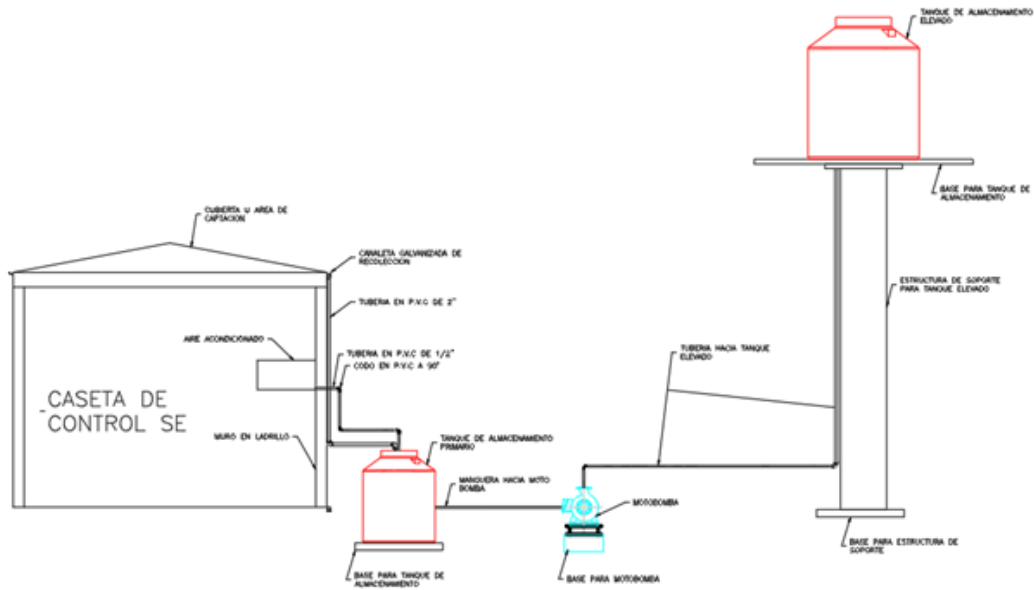 TANQUE DE ALMACENAMIENTO
ELEVADO
BASE PARA TANQUE DE
ALMACENAMIENTO
CUBIERTA U AREA DE
CAPTACION
CANALETA GALVANIZADA DE
RECOLECCION
ESTRUCTURA DE SOPORTE
PARA TANQUE ELEVADO
TUBERIA EN P.V.C DE 2"
AIRE ACONDICIONADO
TUBERIA EN P.V.C DE 1/2"
CODO EN P.V.C A 90°
TUBERIA HACIA TANQUE
ELEVADO
CASETA DE
CONTROL SE
MURO EN LADRILLO
TANQUE DE ALMACENAMIENTO
PRIMARIO
MANGUERA HACIA MOTO
BOMBA
MOTOBOMBA
BASE PARA ESTRUCTURA DE
SOPORTE
BASE PARA TANQUE DE
ALMACENAMIENTO
BASE PARA MOTOBOMBA